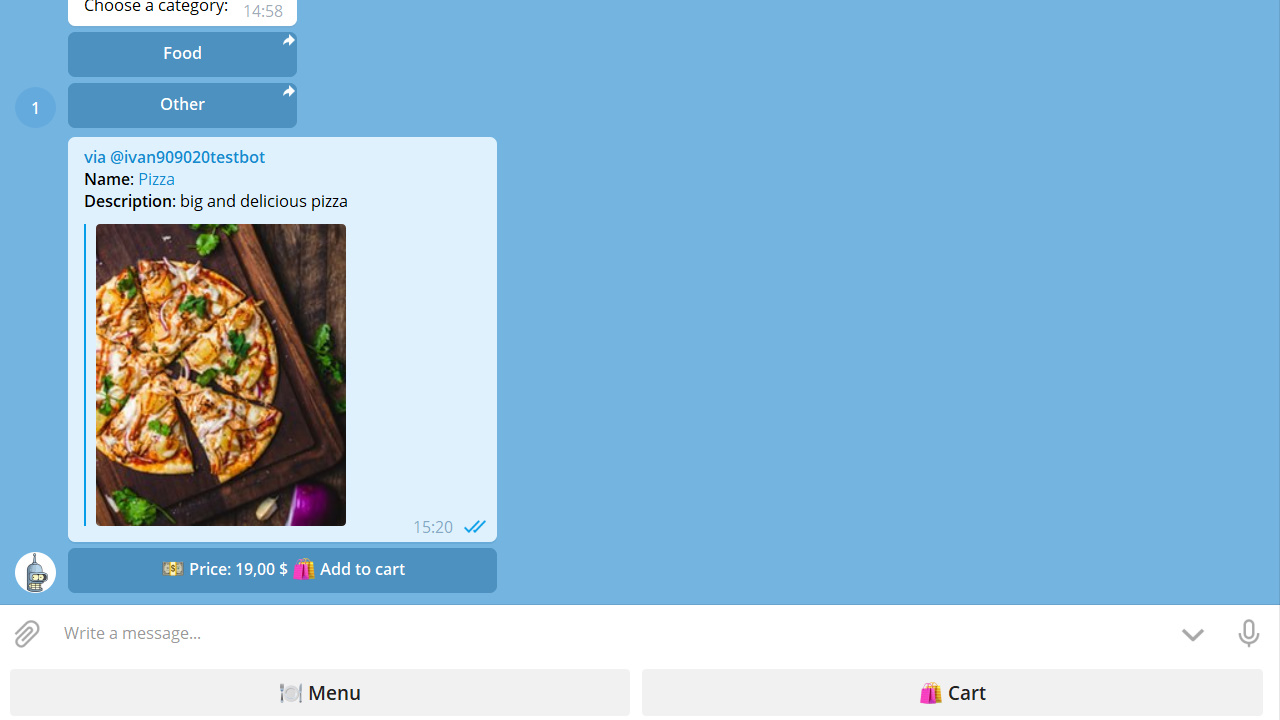 Choose a category:
14:58
Food
Other
1
via @ivan909020testbot
Name: Pizza
Description: big and delicious pizza
15:20
💵 Price: 19,00 $ 🛍 Add to cart
Write a message...
🍽 Menu
🛍 Cart